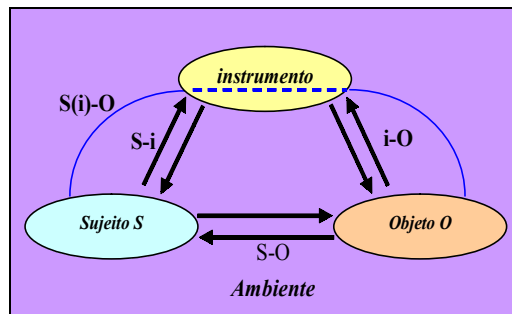 instrumento
S(i)-O
S-i
i-O
Sujeito S
Objeto O
S-O
Ambiente